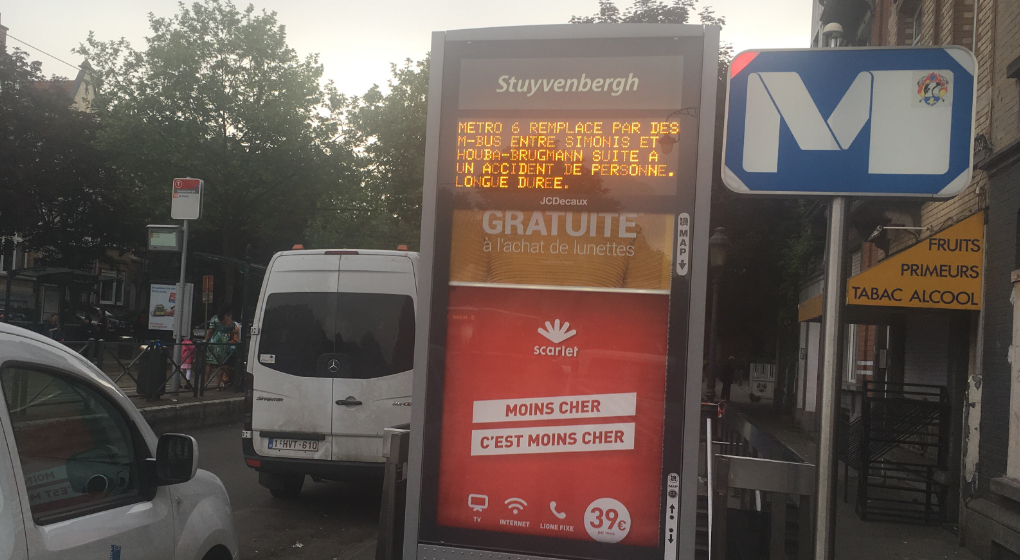 Stuyvenbergh
METRO 6 REMPLACE PAR DES
M-BUS ENTRE SIMONIS ET
HOUBA-BRUGMANN SUITE A
UN ACCIDENT DE PERSONNE.
LONGUE DUREE.
JCDecaux
GRATUITE
à l'achat de lunettes
MAP
scarlet
MOINS CHER
C'EST MOINS CHER
TV
INTERNET
LIGNE FIXE
39€
MAP
M
FRUITS
PRIMEURS
TABAC ALCOOL
SPRINTER
1-HVT-610